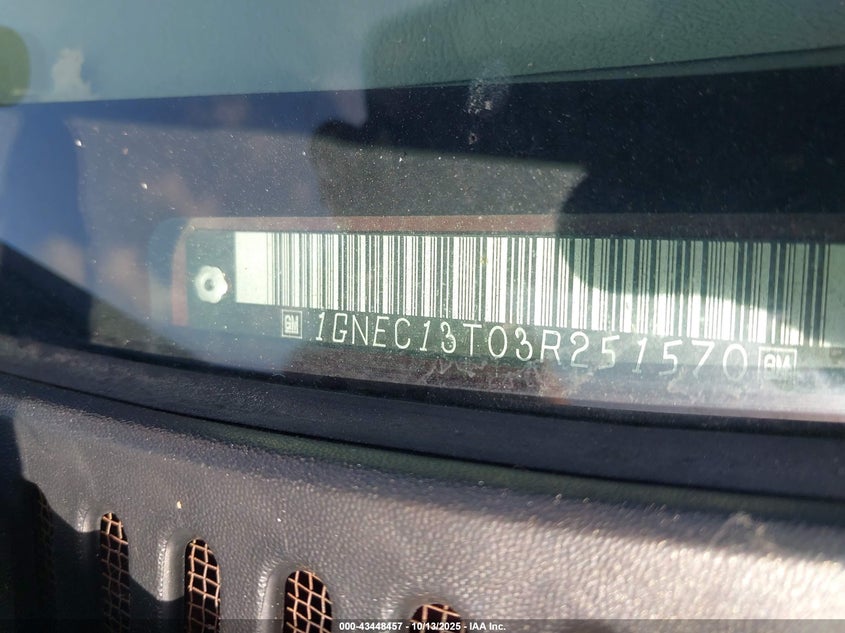 GM 1GNEC13T03R251570 GM
000-43448457 - 10/13/2025 - IAA Inc.